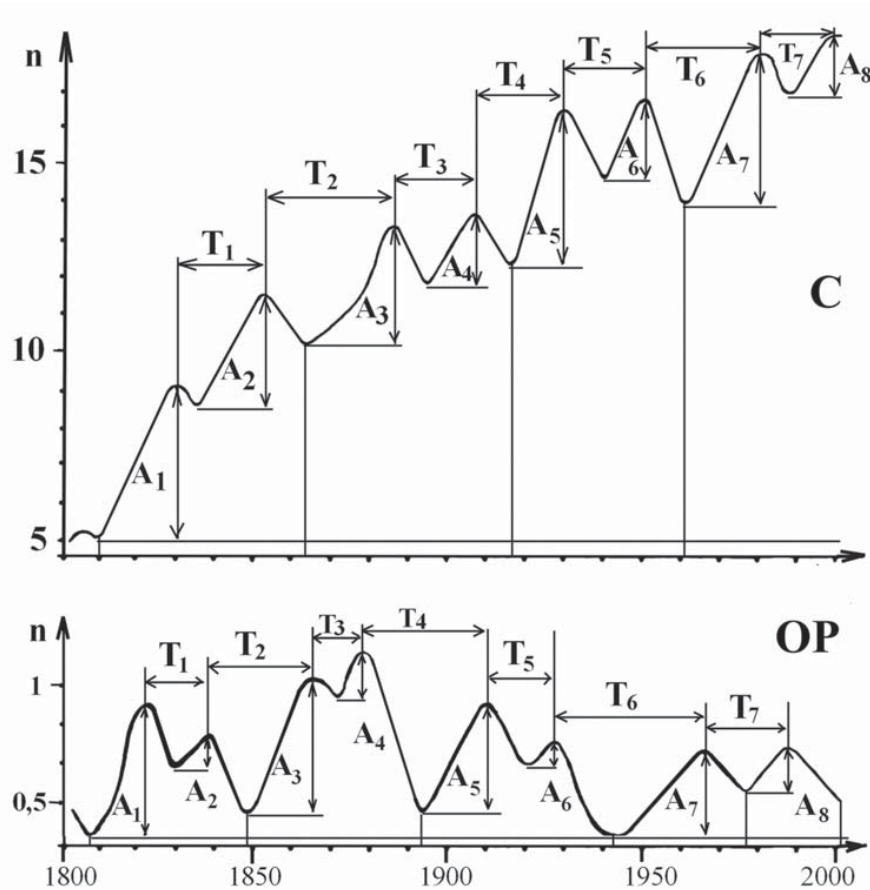 n
T₇
T₅
T₆
A₈
T₄
15
T₃
A₆
A₇
T₂
A₅
T₁
A₄
C
A₃
10
A₂
A₁
5
n
OP
T₃
T₄
T₁
T₂
T₅
1
T₆
T₇
A₄
A₃
A₅
0,5
A₁
A₂
A₆
A₇
A₈
1800
1850
1900
1950
2000